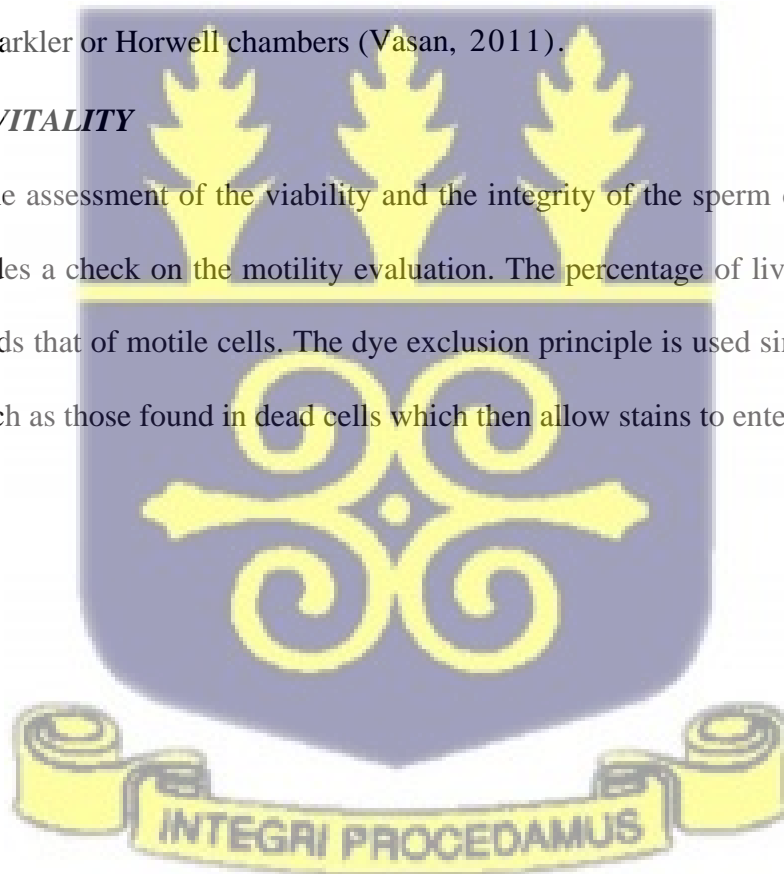 arkler or Horwell chambers (Vasan, 2011).
VITALITY
e assessment of the viability and the integrity of the sperm
es a check on the motility evaluation. The percentage of liv
ds that of motile cells. The dye exclusion principle is used si
ch as those found in dead cells which then allow stains to ente
INTEGRI PROCEDAMUS